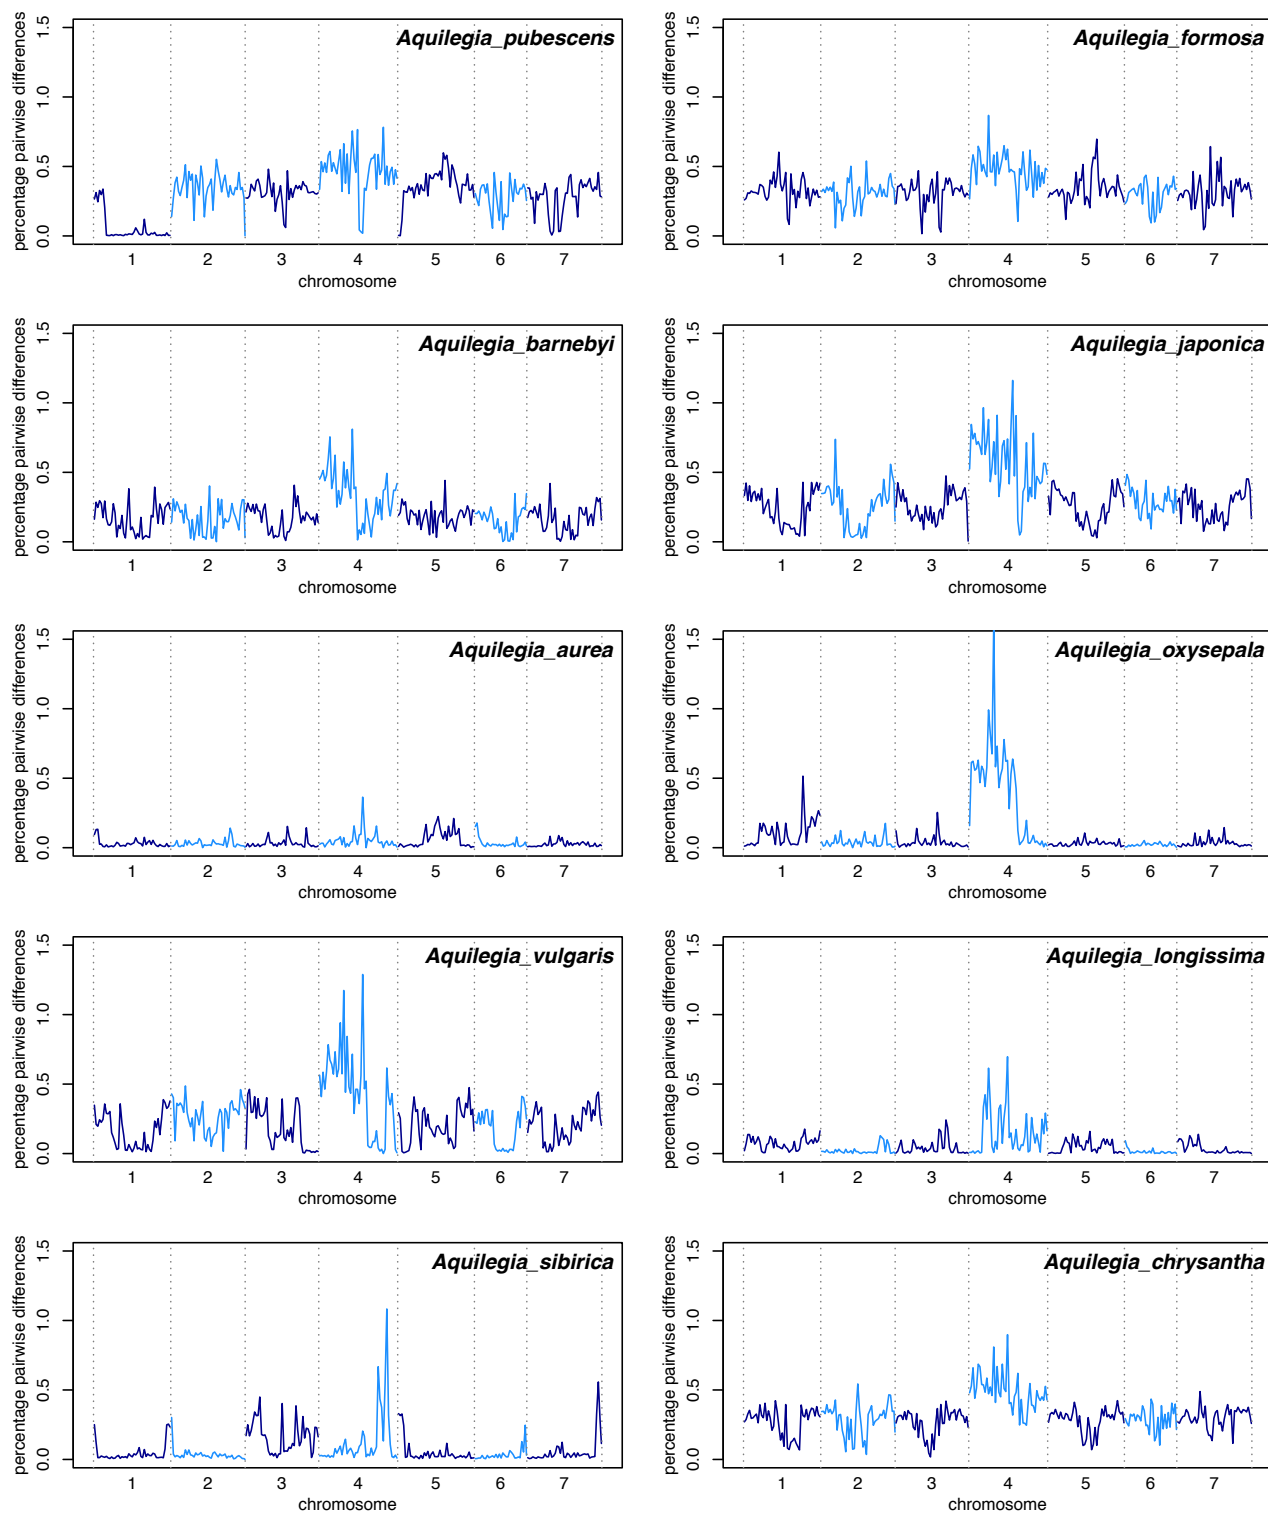 Aquilegia_pubescens
percentage pairwise differences
0.0 0.5 1.0 1.5
1 2 3 4 5 6 7
chromosome
Aquilegia_formosa
percentage pairwise differences
0.0 0.5 1.0 1.5
1 2 3 4 5 6 7
chromosome
Aquilegia_barnebyi
percentage pairwise differences
0.0 0.5 1.0 1.5
1 2 3 4 5 6 7
chromosome
Aquilegia_japonica
percentage pairwise differences
0.0 0.5 1.0 1.5
1 2 3 4 5 6 7
chromosome
Aquilegia_aurea
percentage pairwise differences
0.0 0.5 1.0 1.5
1 2 3 4 5 6 7
chromosome
Aquilegia_oxysepala
percentage pairwise differences
0.0 0.5 1.0 1.5
1 2 3 4 5 6 7
chromosome
Aquilegia_vulgaris
percentage pairwise differences
0.0 0.5 1.0 1.5
1 2 3 4 5 6 7
chromosome
Aquilegia_longissima
percentage pairwise differences
0.0 0.5 1.0 1.5
1 2 3 4 5 6 7
chromosome
Aquilegia_sibirica
percentage pairwise differences
0.0 0.5 1.0 1.5
1 2 3 4 5 6 7
chromosome
Aquilegia_chrysantha
percentage pairwise differences
0.0 0.5 1.0 1.5
1 2 3 4 5 6 7
chromosome